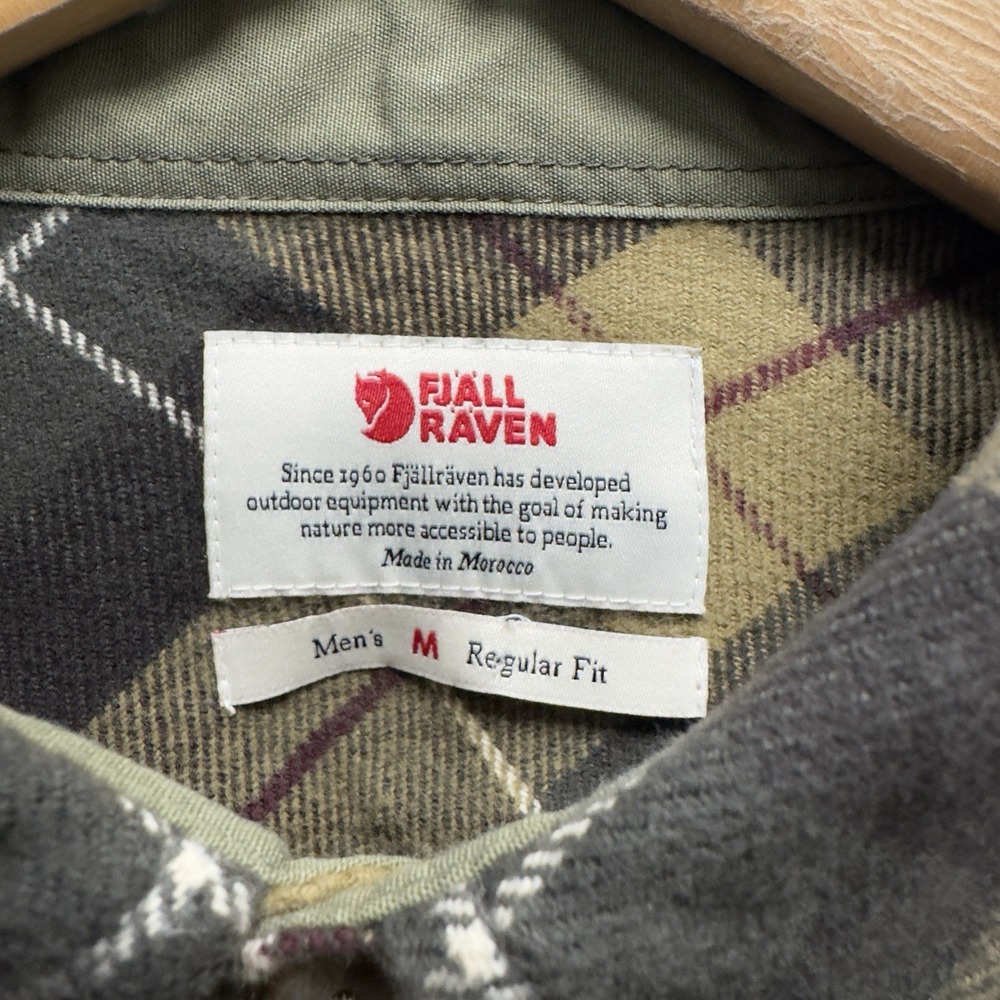 FJÄLL
RÄVEN
Since 1960 Fjällräven has developed
outdoor equipment with the goal of making
nature more accessible to people.
Made in Morocco
Men's M Regular Fit